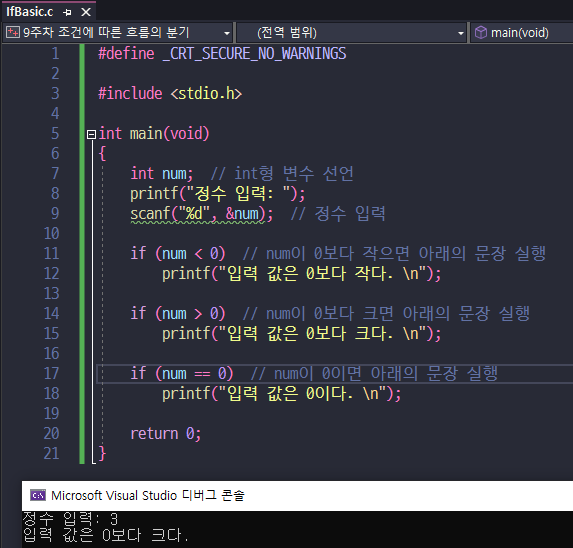 IfBasic.c
9주차 조건에 따른 흐름의 분기 (전역 범위) main(void)
1 #define _CRT_SECURE_NO_WARNINGS
2
3 #include <stdio.h>
4
5 int main(void)
6 {
7 int num;  // int형 변수 선언
8 printf("정수 입력: ");
9 scanf("%d", &num);  // 정수 입력
10
11 if (num < 0)  // num이 0보다 작으면 아래의 문장 실행
12 printf("입력 값은 0보다 작다. \n");
13
14 if (num > 0)  // num이 0보다 크면 아래의 문장 실행
15 printf("입력 값은 0보다 크다. \n");
16
17 if (num == 0)  // num이 0이면 아래의 문장 실행
18 printf("입력 값은 0이다. \n");
19
20 return 0;
21 }
Microsoft Visual Studio 디버그 콘솔
정수 입력: 3
입력 값은 0보다 크다.